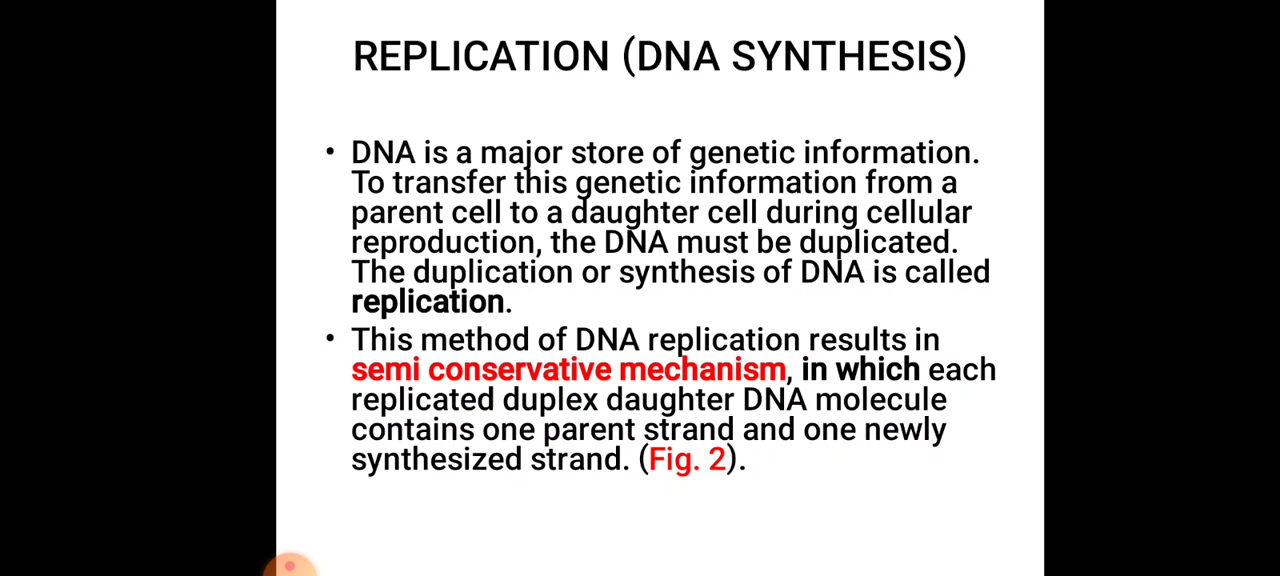 REPLICATION (DNA SYNTHESIS)
• DNA is a major store of genetic information.
To transfer this genetic information from a
parent cell to a daughter cell during cellular
reproduction, the DNA must be duplicated.
The duplication or synthesis of DNA is called
replication.
• This method of DNA replication results in
semi conservative mechanism, in which each
replicated duplex daughter DNA molecule
contains one parent strand and one newly
synthesized strand. (Fig. 2).